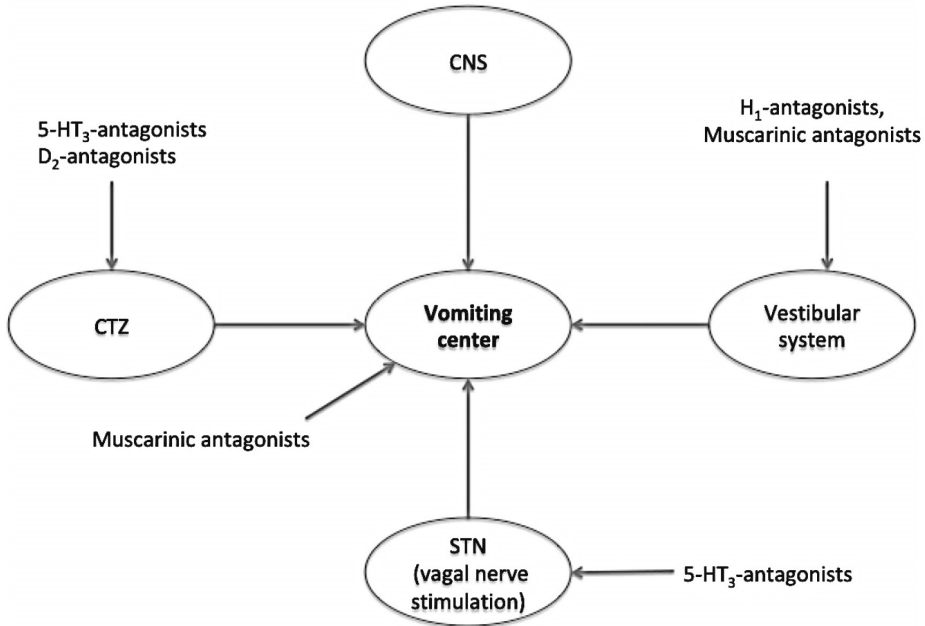 CNS
5-HT₃-antagonists
D₂-antagonists
H₁-antagonists,
Muscarinic antagonists
CTZ
Vomiting
center
Vestibular
system
Muscarinic antagonists
STN
(vagal nerve
stimulation)
5-HT₃-antagonists